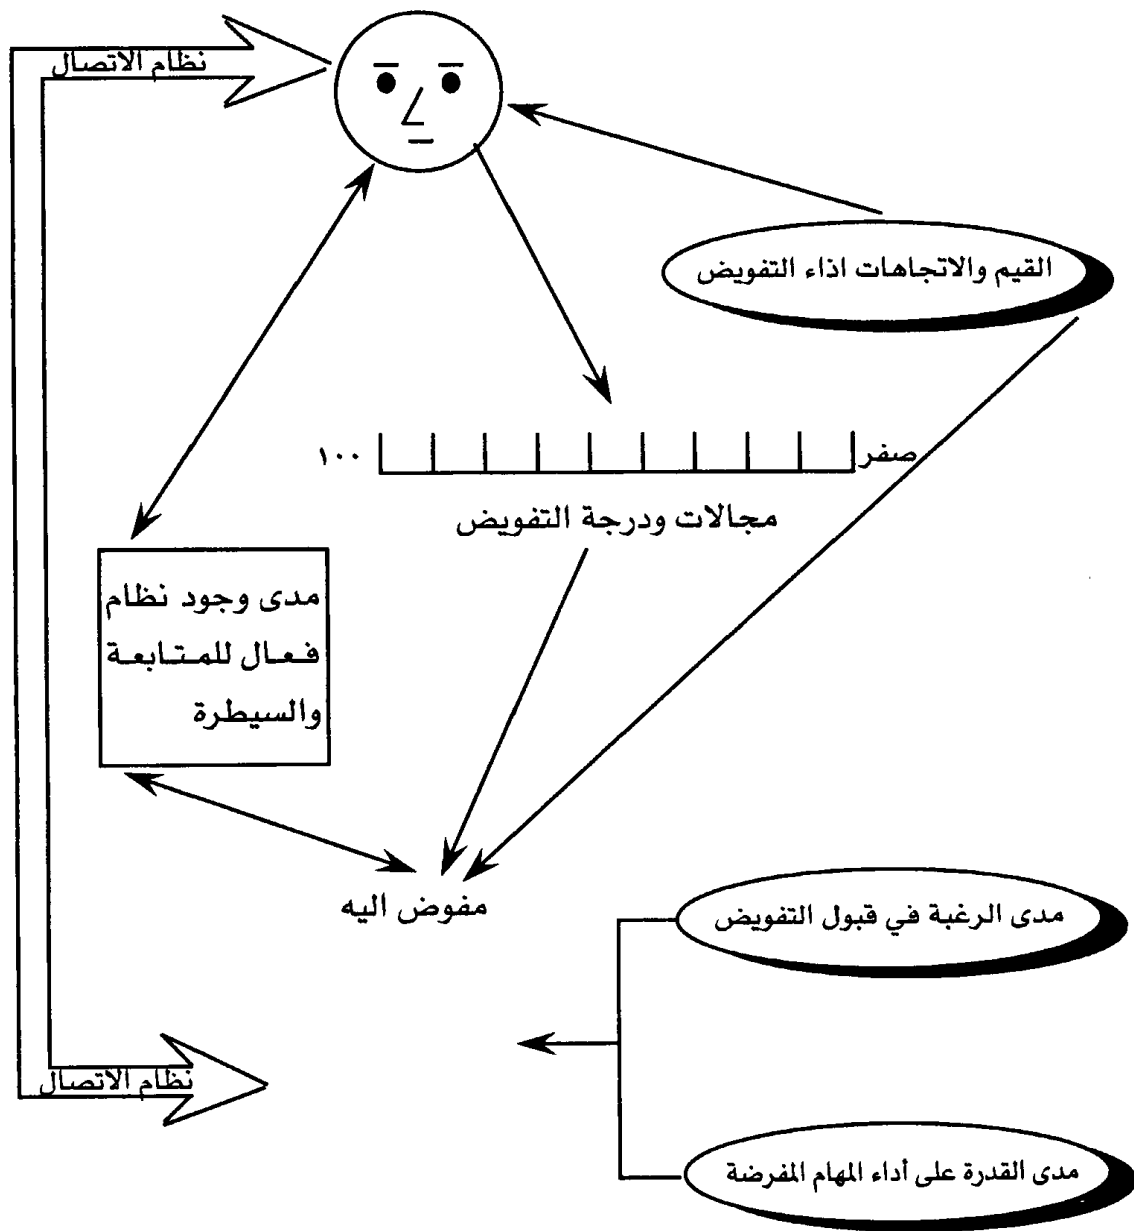 نظام الاتصال
القيم والاتجاهات اذاء التفويض
صفر
١٠٠
مجالات ودرجة التفويض
مدى وجود نظام
فعال للمتابعة
والسيطرة
مفوض اليه
مدى الرغبة في قبول التفويض
نظام الاتصال
مدى القدرة على أداء المهام المفرضة